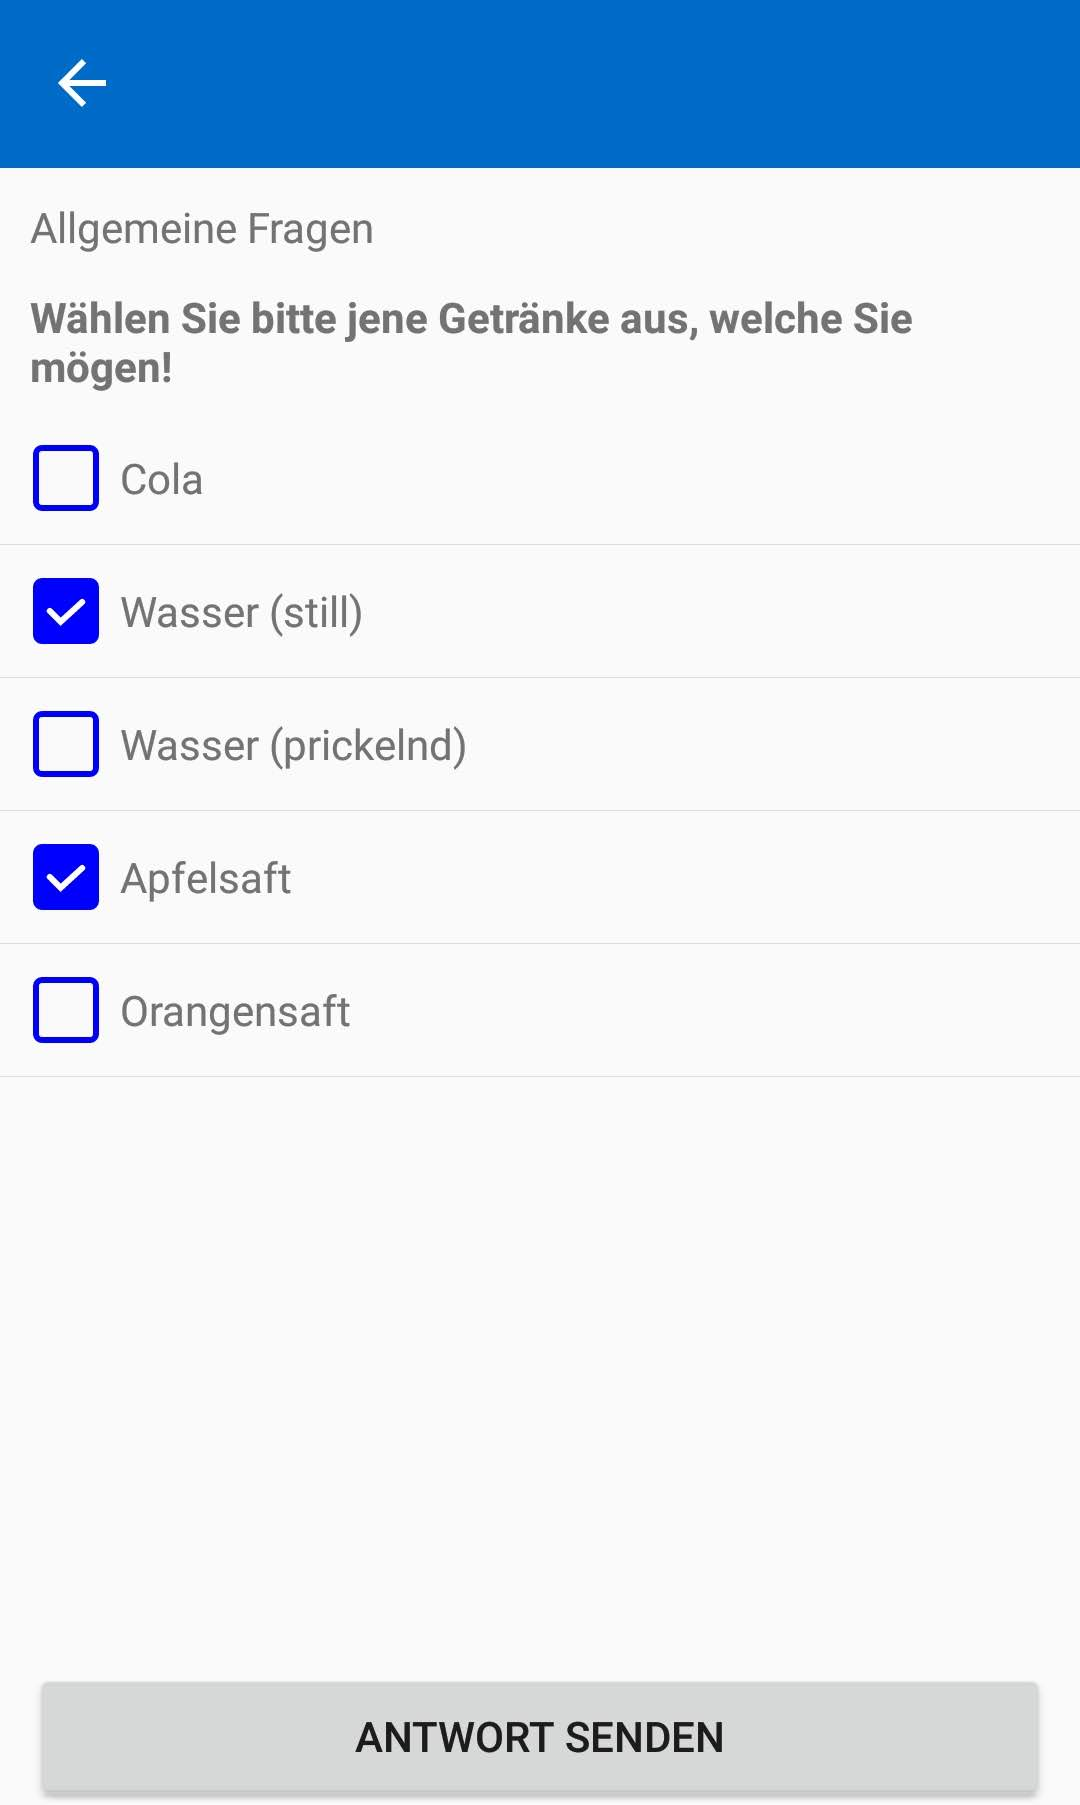 Allgemeine Fragen
Wählen Sie bitte jene Getränke aus, welche Sie
mögen!
Cola
Wasser (still)
Wasser (prickelnd)
Apfelsaft
Orangensaft
ANTWORT SENDEN